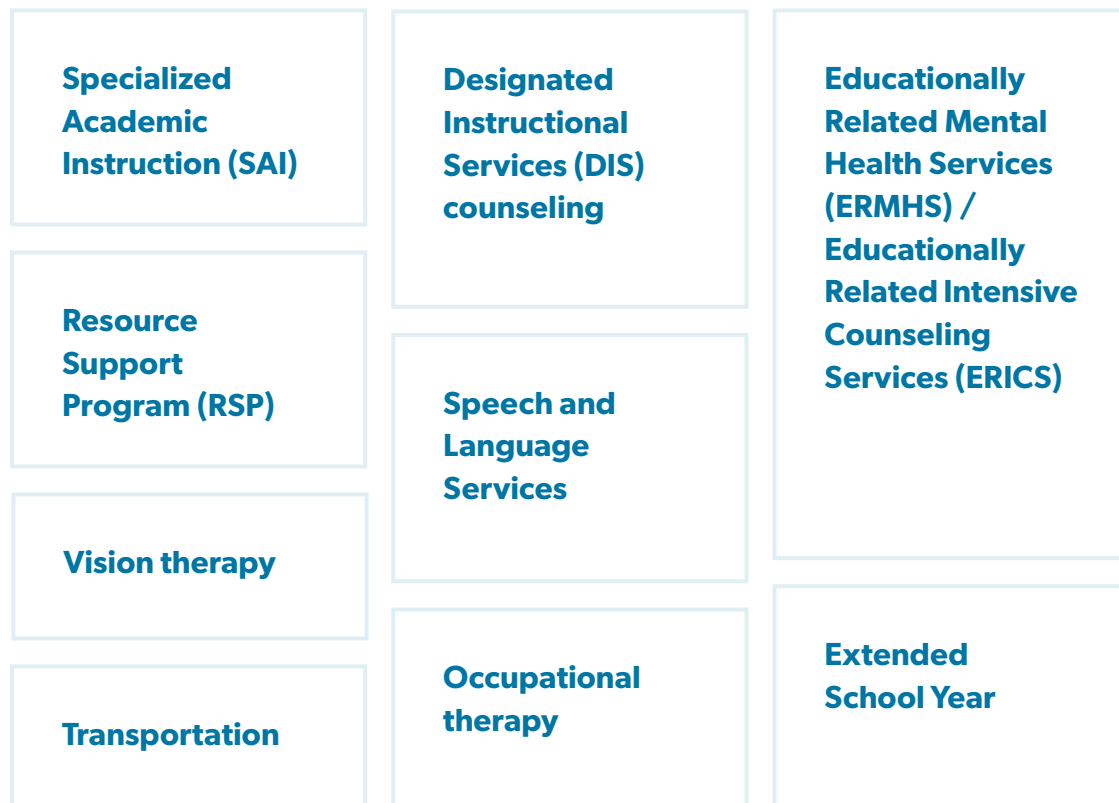 Specialized
Academic
Instruction (SAI)
Resource
Support
Program (RSP)
Vision therapy
Transportation
Designated
Instructional
Services (DIS)
counseling
Speech and
Language
Services
Occupational
therapy
Educationally
Related Mental
Health Services
(ERMHS) /
Educationally
Related Intensive
Counseling
Services (ERICS)
Extended
School Year